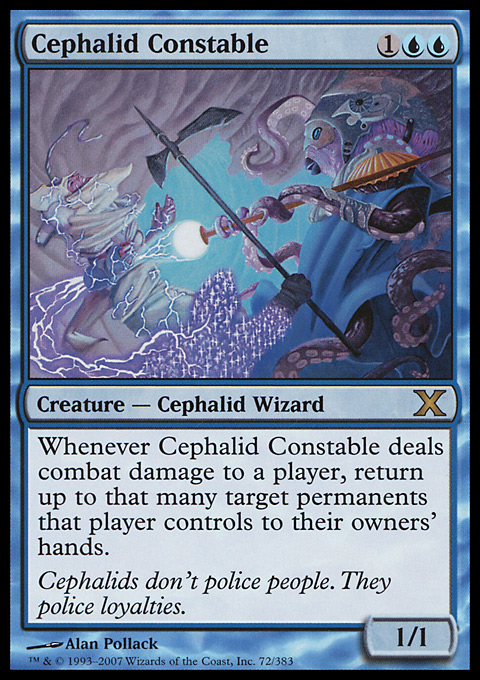 Cephalid Constable 1
Creature — Cephalid Wizard X
Whenever Cephalid Constable deals
combat damage to a player, return
up to that many target permanents
that player controls to their owners'
hands.
Cephalids don't police people. They
police loyalties.
1/1
Alan Pollack
™ & © 1993–2007 Wizards of the Coast, Inc. 72/383